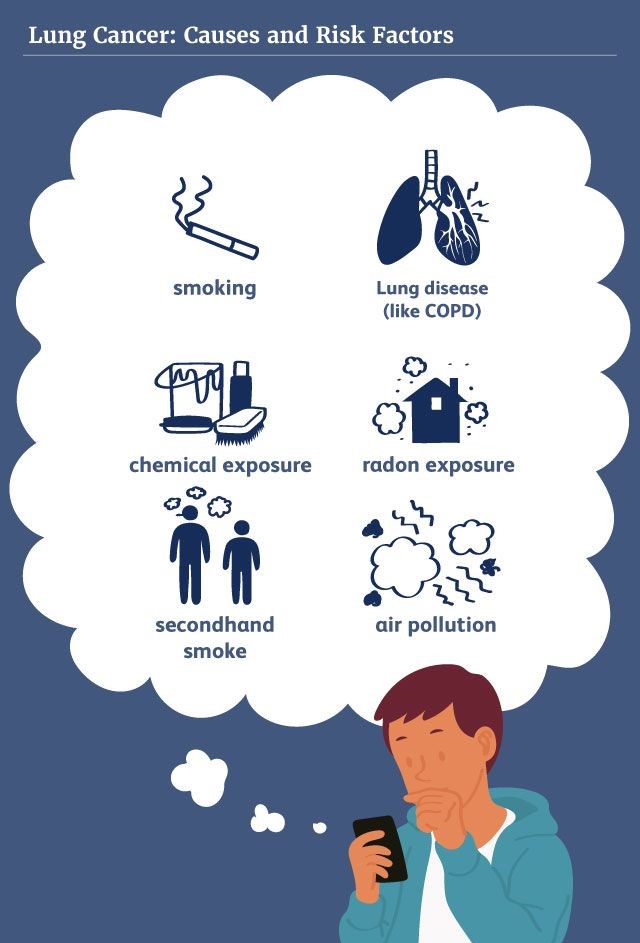 Lung Cancer: Causes and Risk Factors
smoking
Lung disease
(like COPD)
chemical exposure
radon exposure
secondhand
smoke
air pollution